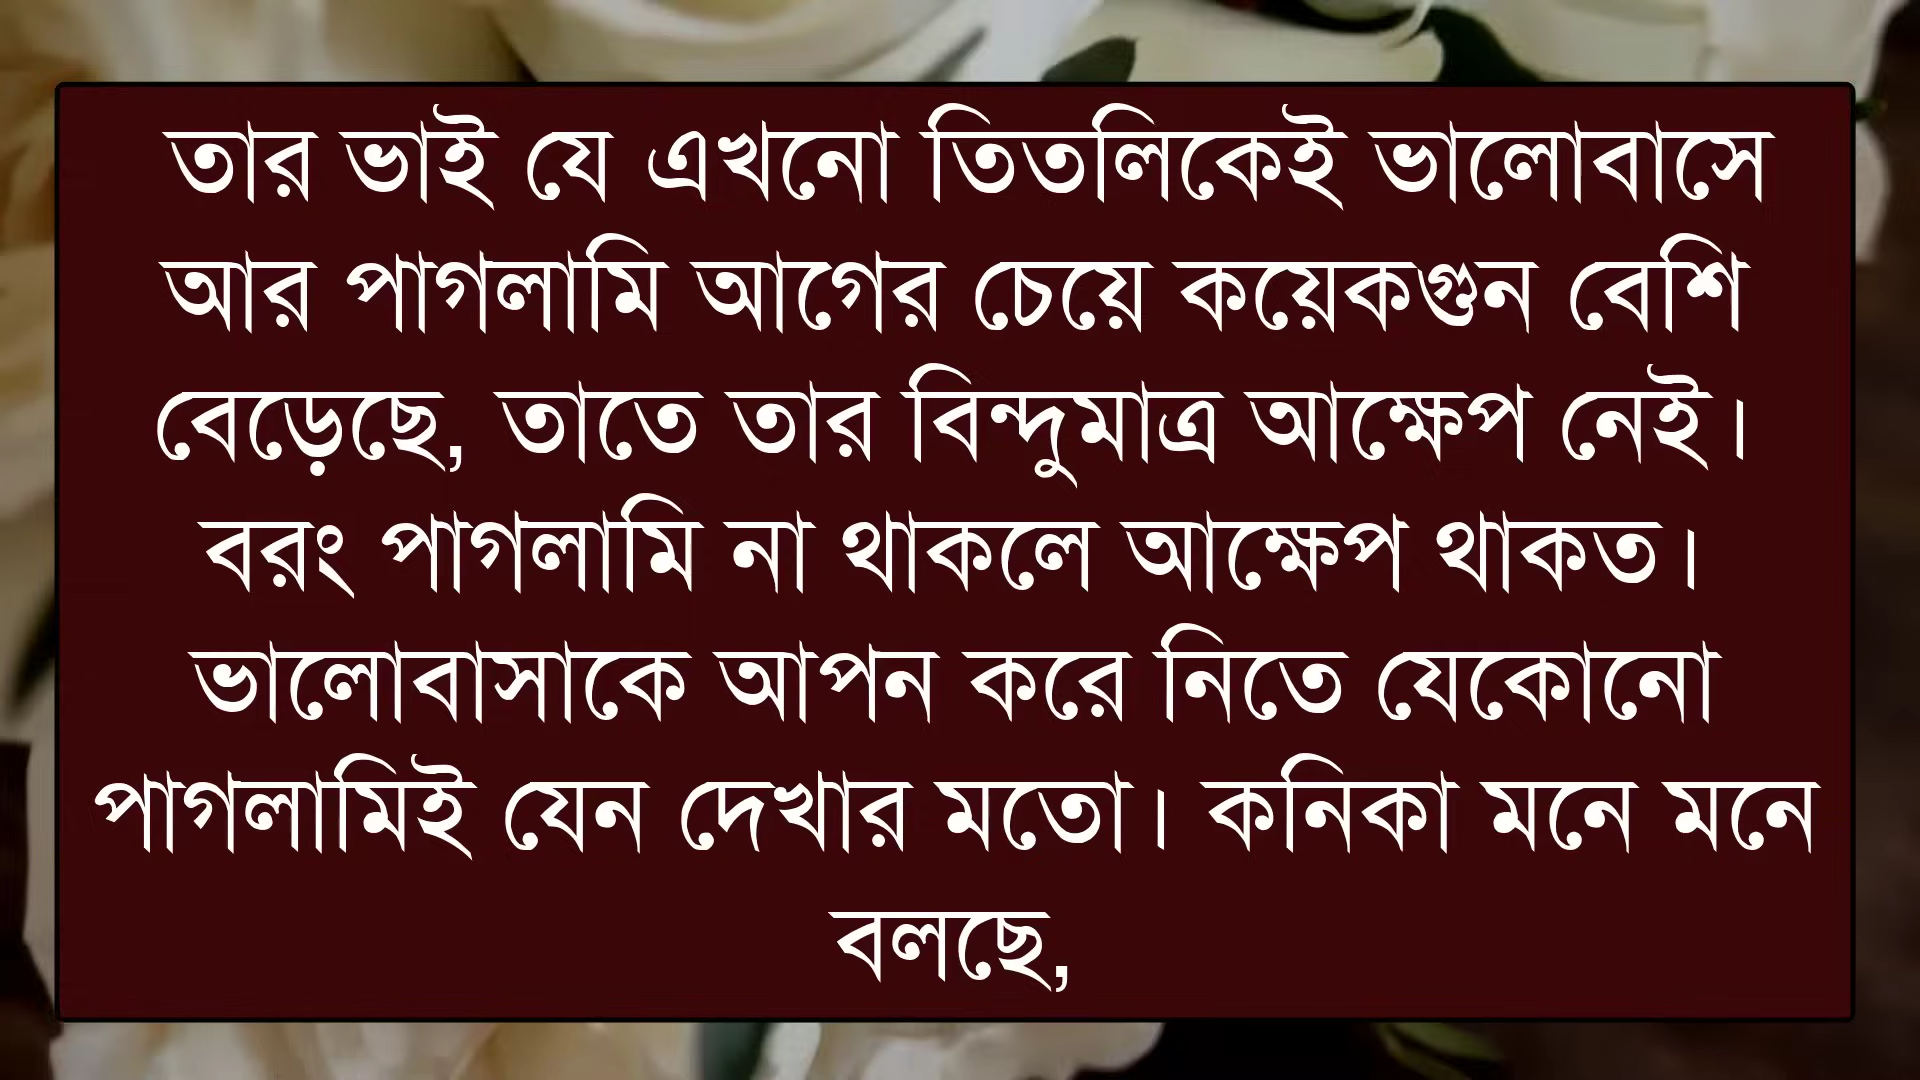 তার ভাই যে এখনো তিতলিকেই ভালোবাসে
আর পাগলামি আগের চেয়ে কয়েকগুন বেশি
বেড়েছে, তাতে তার বিন্দুমাত্র আক্ষেপ নেই।
বরং পাগলামি না থাকলে আক্ষেপ থাকত।
ভালোবাসাকে আপন করে নিতে যেকোনো
পাগলামিই যেন দেখার মতো। কনিকা মনে মনে
বলছে,